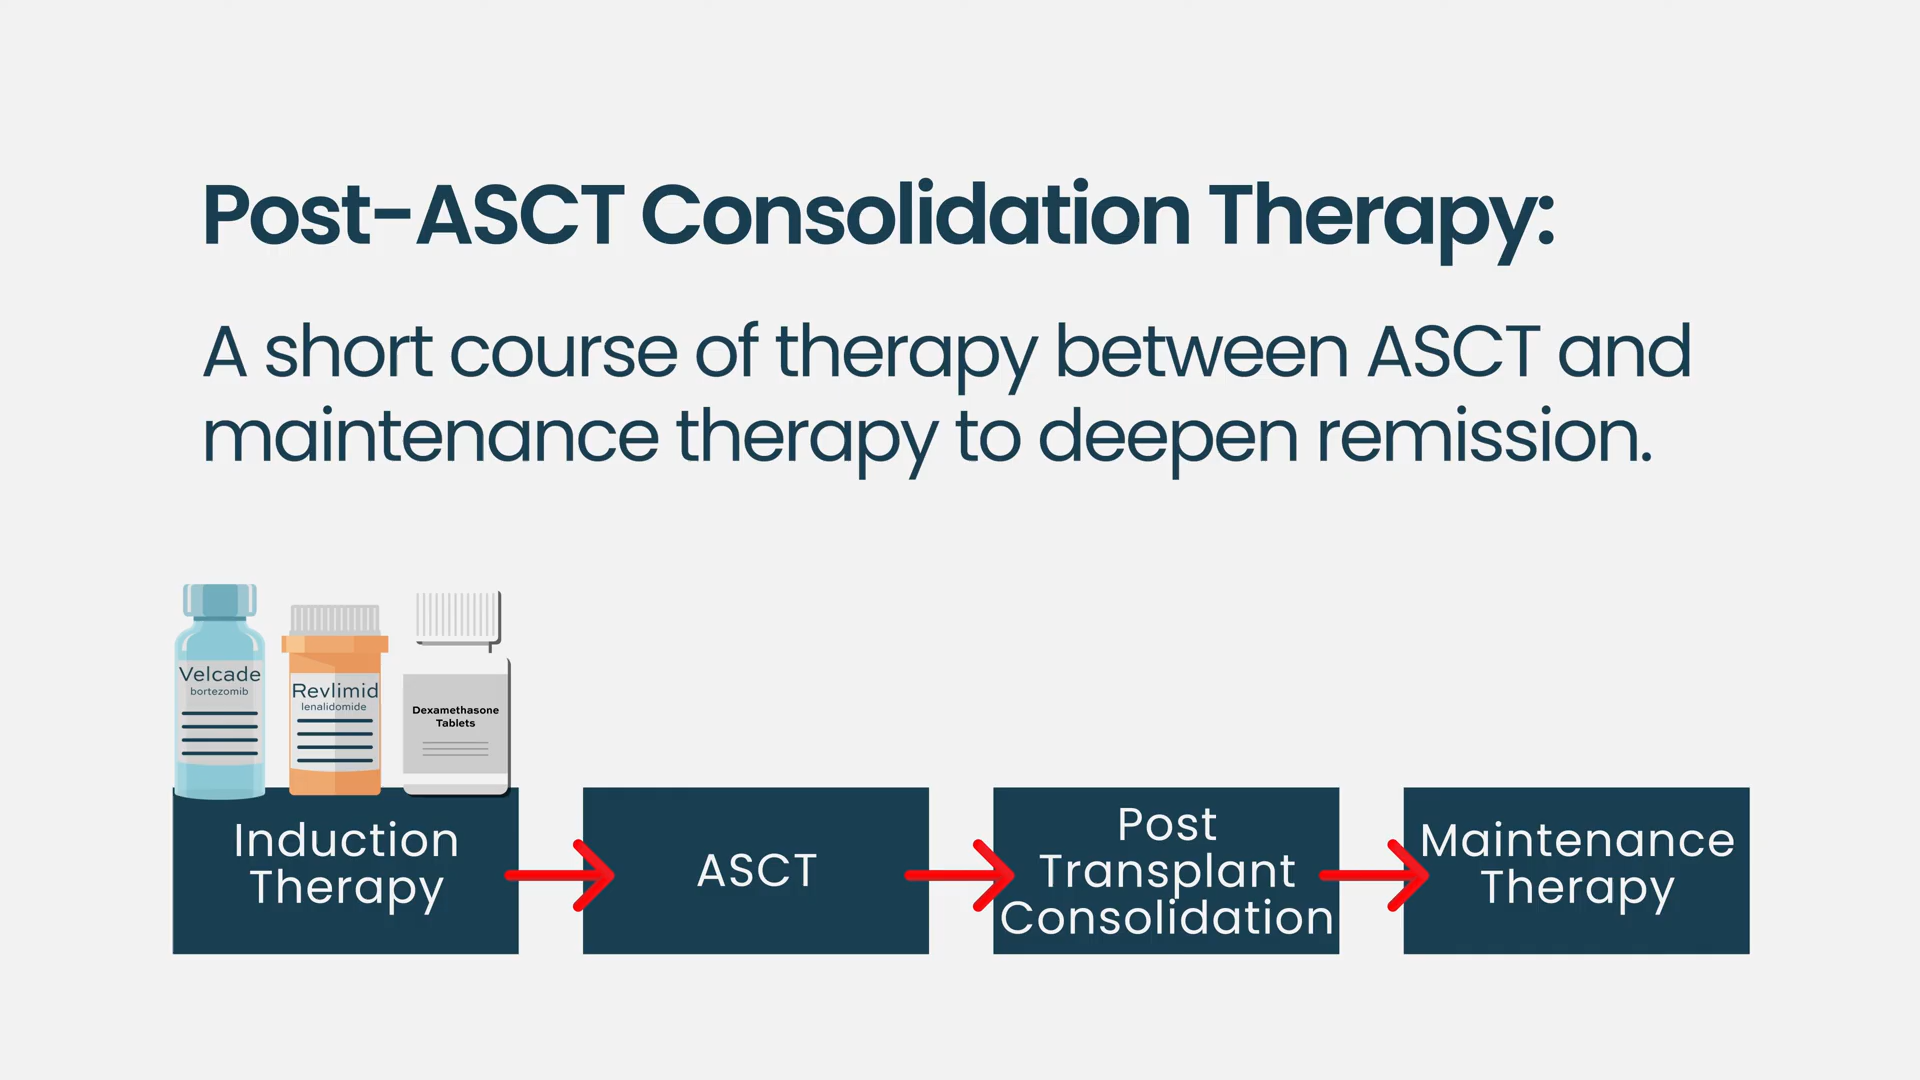 Post-ASCT Consolidation Therapy:
A short course of therapy between ASCT and
maintenance therapy to deepen remission.
Velcade
bortezomib
Revlimid
lenalidomide
Dexamethasone
Tablets
Induction
Therapy
ASCT
Post
Transplant
Consolidation
Maintenance
Therapy